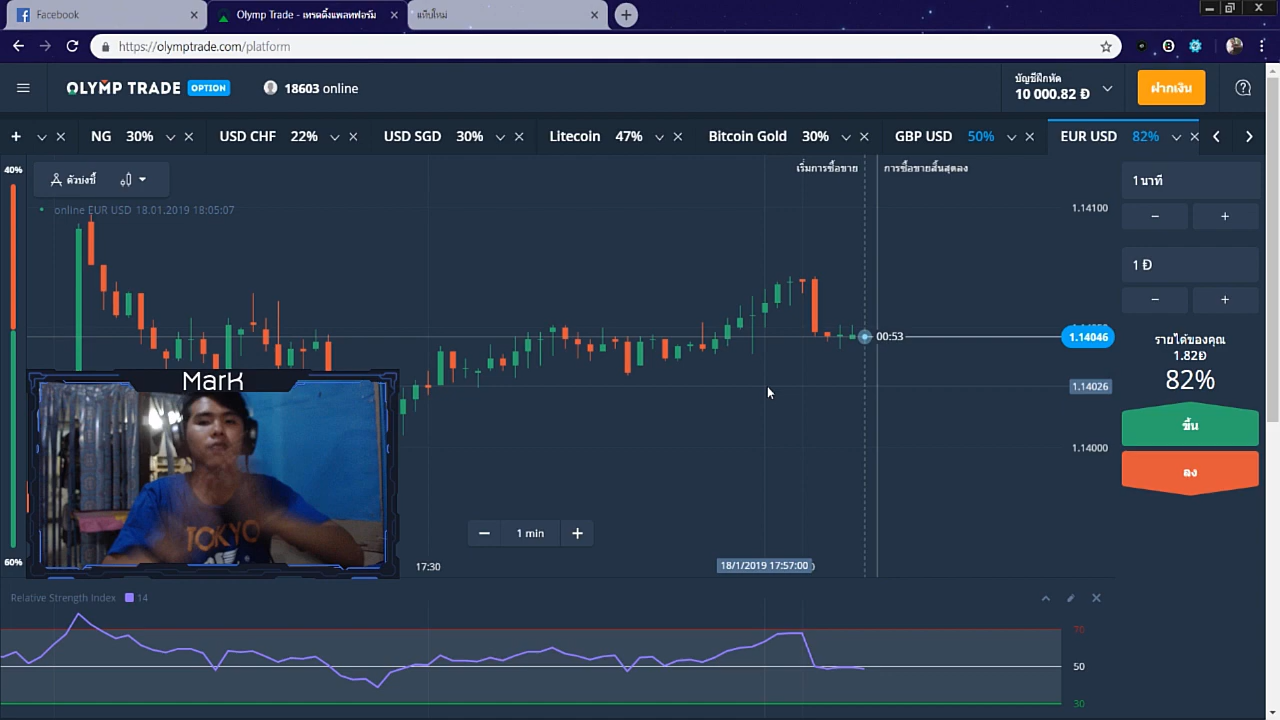 Facebook
Olymp Trade - เทรดดิ้งแพลทฟอร์ม
แท็บใหม่
https://olymptrade.com/platform
OLYMP TRADE OPTION
18603 online
บัญชีฝึกหัด
10 000.82 Đ
ฝากเงิน
NG 30%
USD CHF 22%
USD SGD 30%
Litecoin 47%
Bitcoin Gold 30%
GBP USD 50%
EUR USD 82%
40%
ตัวบ่งชี้
เริ่มการซื้อขาย
การซื้อขายสิ้นสุดลง
1 นาที
online EUR USD 18.01.2019 18:05:07
1.14100
1 Đ
00:53
1.14046
รายได้ของคุณ
1.82Đ
82%
1.14026
MarK
ขึ้น
1.14000
ลง
TOKYO
1 min
60%
17:30
18/1/2019 17:57:00
Relative Strength Index 14
70
50
30